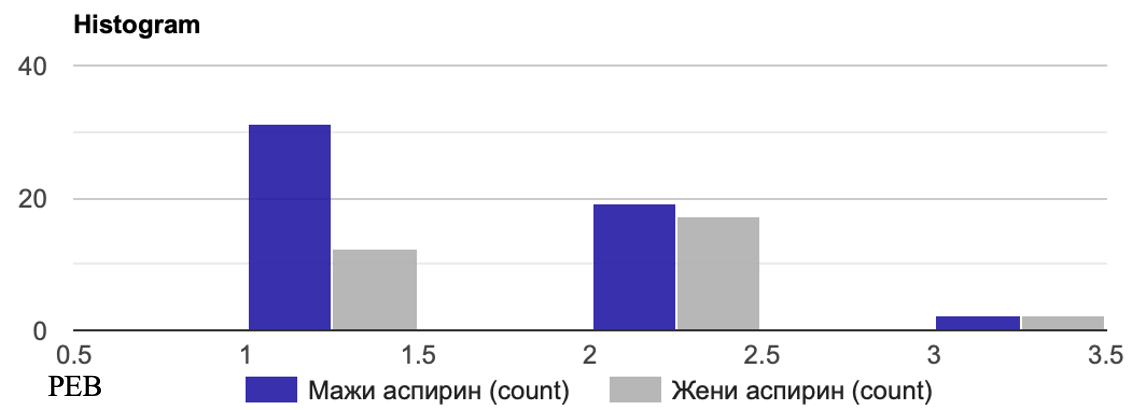 Histogram
40
20
0
0.5 1 1.5 2 2.5 3 3.5
РЕВ Мажи аспирин (count) Жени аспирин (count)